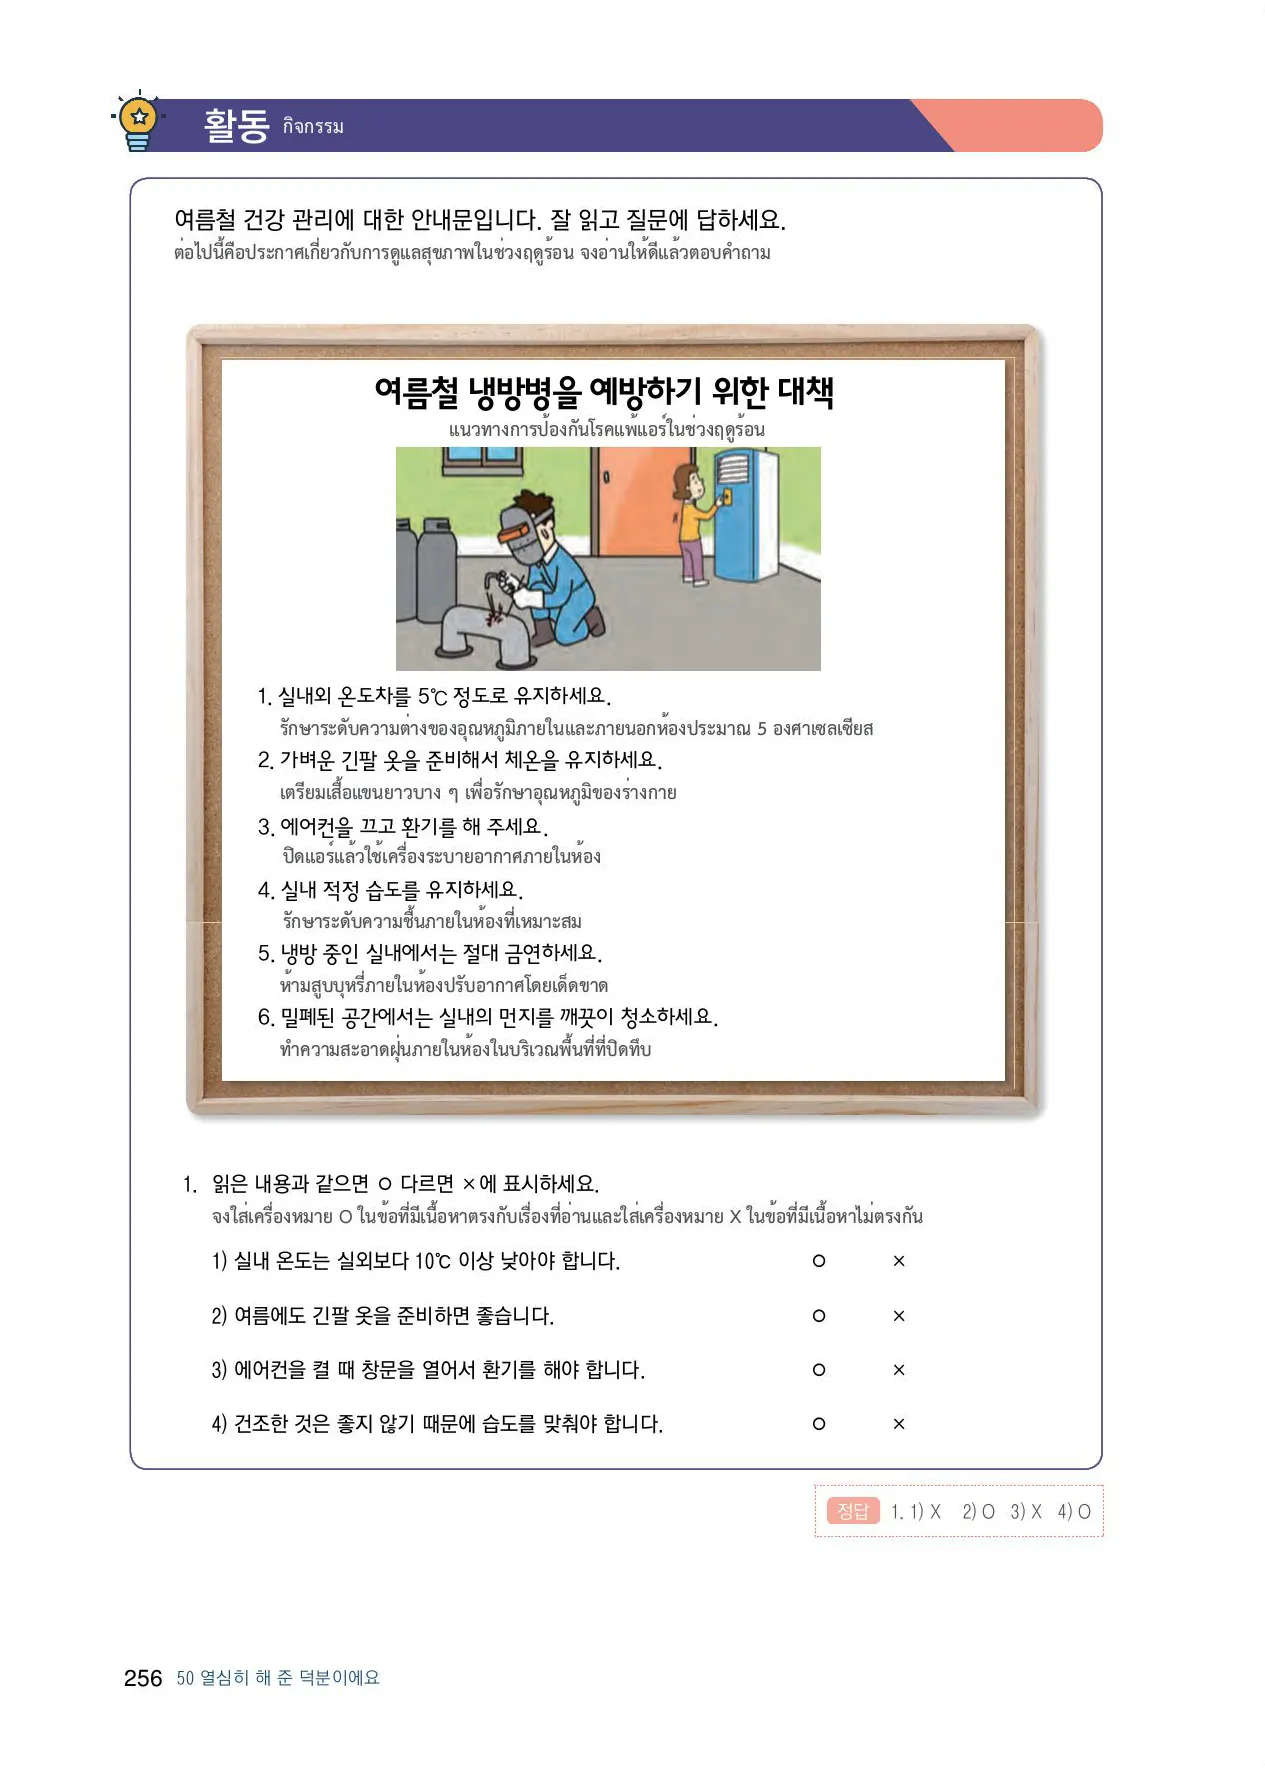 활동 กิจกรรม
여름철 건강 관리에 대한 안내문입니다. 잘 읽고 질문에 답하세요.
ต่อไปนี้คือประกาศเกี่ยวกับการดูแลสุขภาพในช่วงฤดูร้อน จงอ่านให้ดีแล้วตอบคำถาม
여름철 냉방병을 예방하기 위한 대책
แนวทางการป้องกันโรคแพ้แอร์ในช่วงฤดูร้อน
1. 실내외 온도차를 5℃ 정도로 유지하세요.
รักษาระดับความต่างของอุณหภูมิภายในและภายนอกห้องประมาณ 5 องศาเซลเซียส
2. 가벼운 긴팔 옷을 준비해서 체온을 유지하세요.
เตรียมเสื้อแขนยาวบาง ๆ เพื่อรักษาอุณหภูมิของร่างกาย
3. 에어컨을 끄고 환기를 해 주세요.
ปิดแอร์แล้วใช้เครื่องระบายอากาศภายในห้อง
4. 실내 적정 습도를 유지하세요.
รักษาระดับความชื้นภายในห้องที่เหมาะสม
5. 냉방 중인 실내에서는 절대 금연하세요.
ห้ามสูบบุหรี่ภายในห้องปรับอากาศโดยเด็ดขาด
6. 밀폐된 공간에서는 실내의 먼지를 깨끗이 청소하세요.
ทำความสะอาดฝุ่นภายในห้องในบริเวณพื้นที่ที่ปิดทึบ
1. 읽은 내용과 같으면 ㅇ 다르면 ×에 표시하세요.
จงใส่เครื่องหมาย O ในข้อที่มีเนื้อหาตรงกับเรื่องที่อ่านและใส่เครื่องหมาย X ในข้อที่มีเนื้อหาไม่ตรงกัน
1) 실내 온도는 실외보다 10℃ 이상 낮아야 합니다. ㅇ ×
2) 여름에도 긴팔 옷을 준비하면 좋습니다. ㅇ ×
3) 에어컨을 켤 때 창문을 열어서 환기를 해야 합니다. ㅇ ×
4) 건조한 것은 좋지 않기 때문에 습도를 맞춰야 합니다. ㅇ ×
정답 1. 1) X 2) O 3) X 4) O
256 50 열심히 해 준 덕분이에요